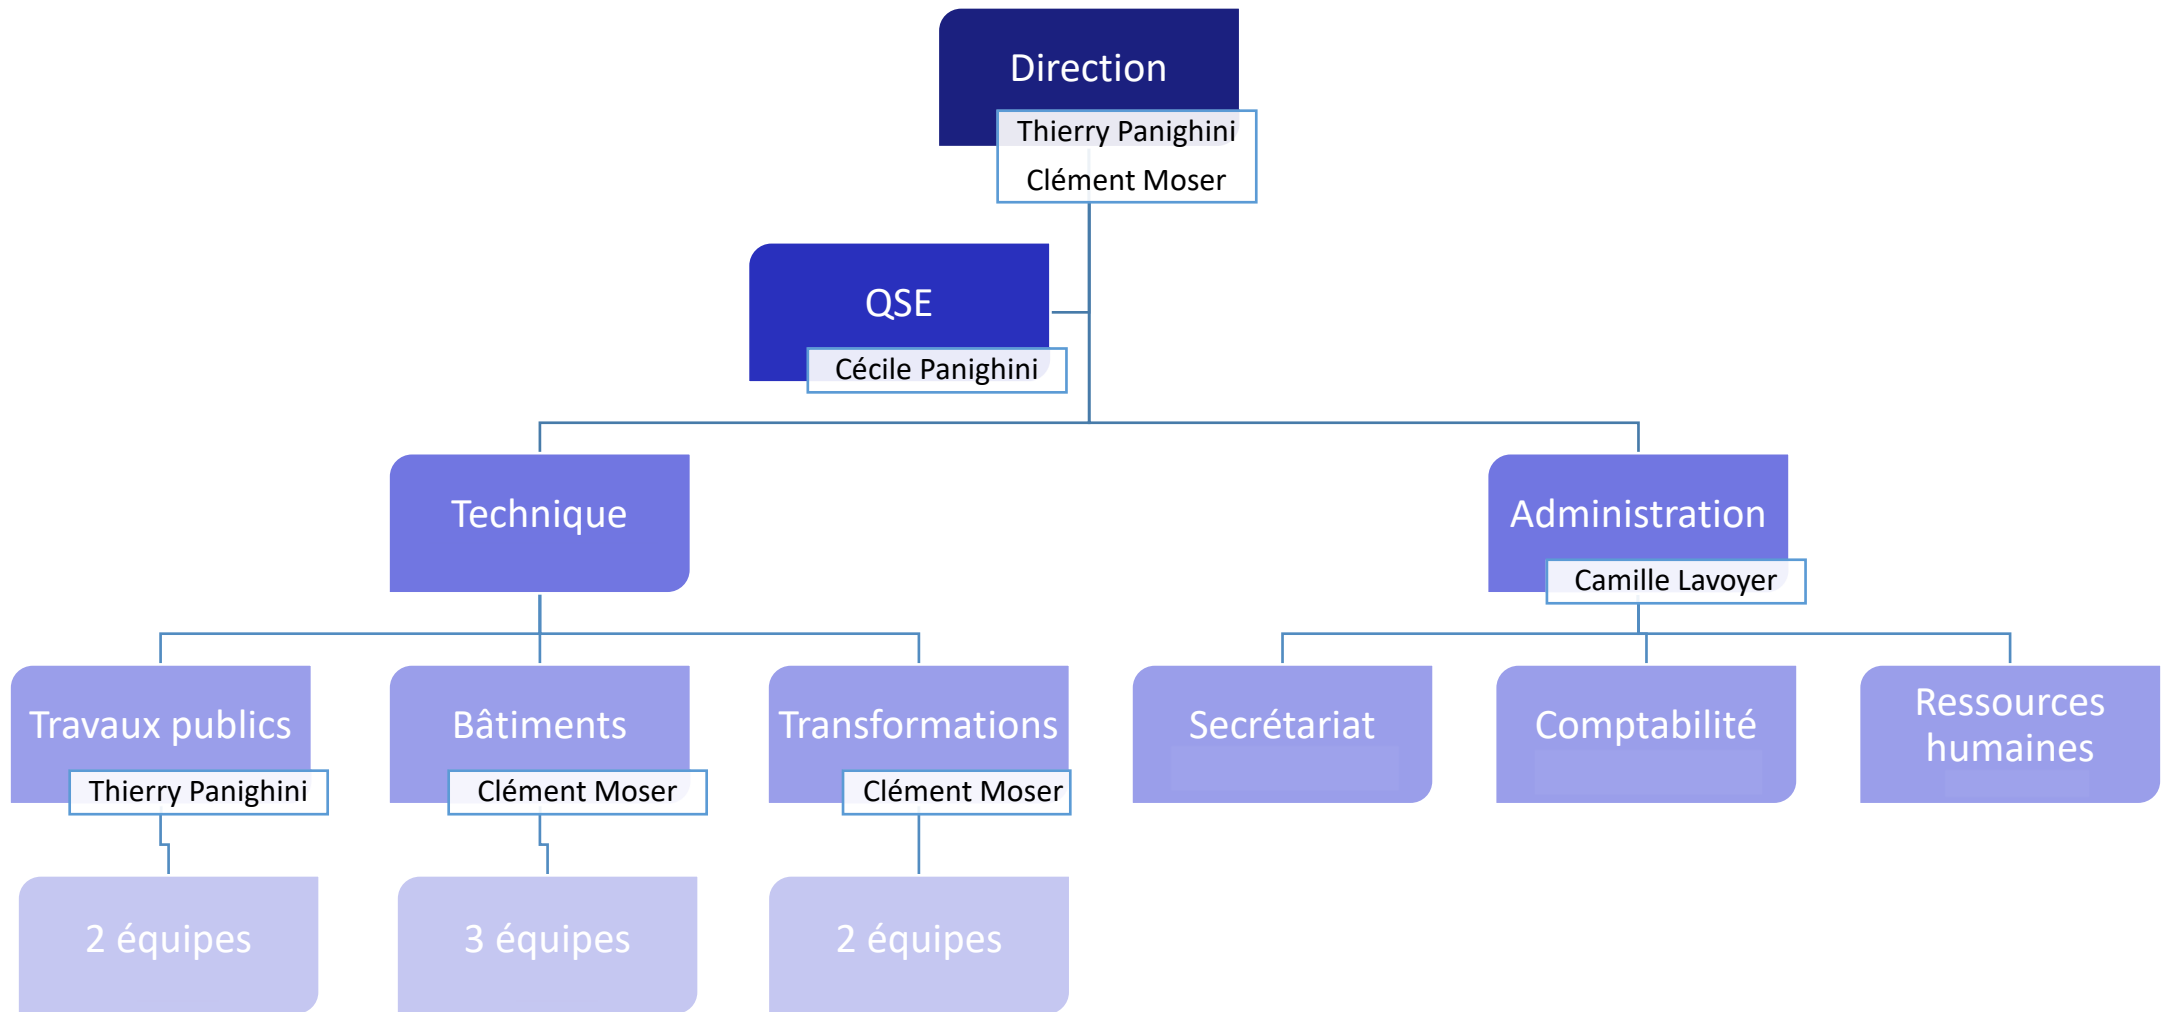 Direction
Thierry Panighini
Clément Moser
QSE
Cécile Panighini
Technique
Administration
Camille Lavoyer
Travaux publics
Thierry Panighini
Bâtiments
Clément Moser
Transformations
Clément Moser
Secrétariat
Comptabilité
Ressources
humaines
2 équipes
3 équipes
2 équipes